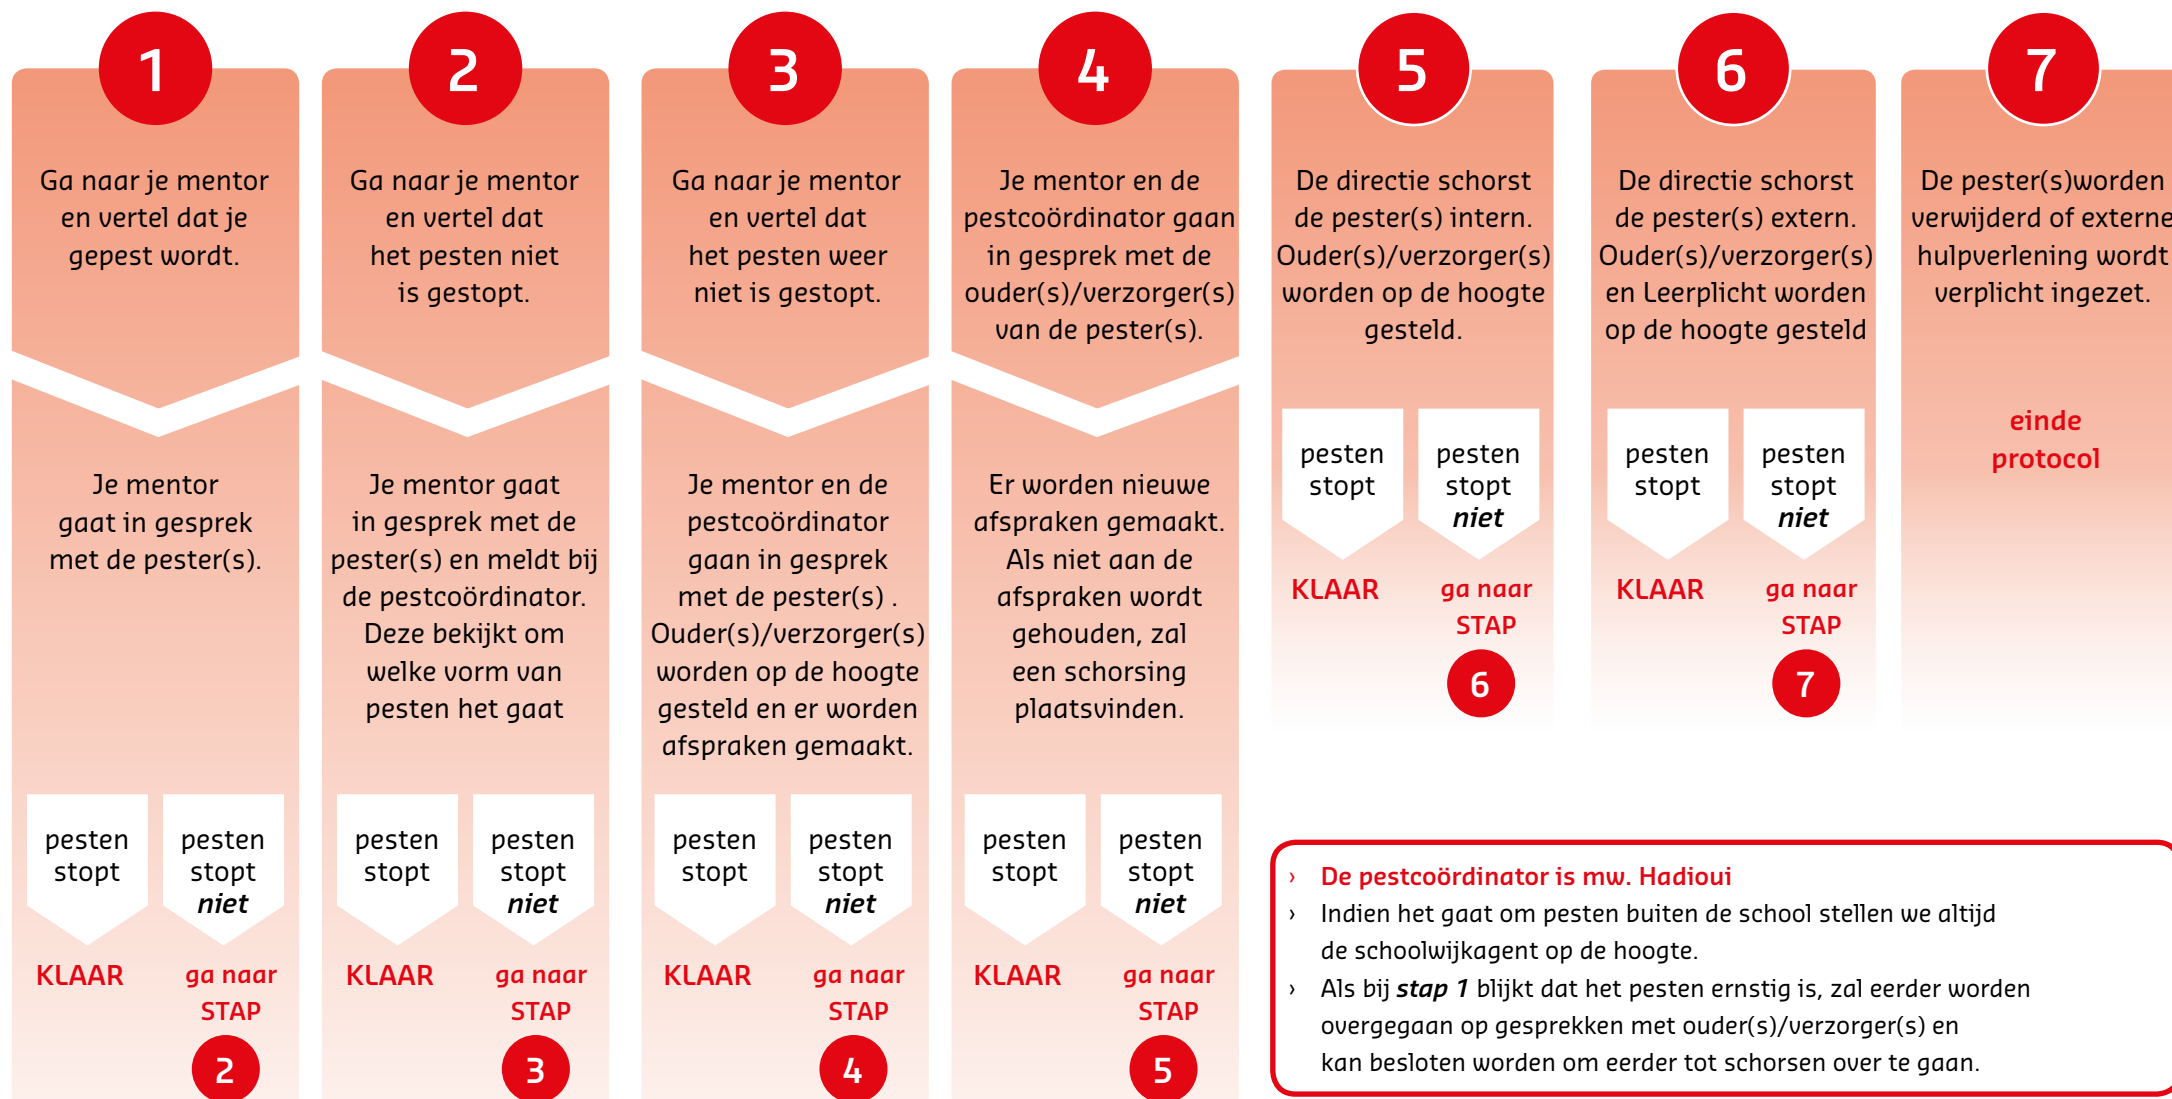 1
Ga naar je mentor
en vertel dat je
gepest wordt.
Je mentor
gaat in gesprek
met de pester(s).
pesten
stopt
KLAAR
pesten
stopt
niet
ga naar
STAP
2
2
Ga naar je mentor
en vertel dat
het pesten niet
is gestopt.
Je mentor gaat
in gesprek met de
pester(s) en meldt bij
de pestcoördinator.
Deze bekijkt om
welke vorm van
pesten het gaat
pesten
stopt
KLAAR
pesten
stopt
niet
ga naar
STAP
3
3
Ga naar je mentor
en vertel dat
het pesten weer
niet is gestopt.
Je mentor en de
pestcoördinator
gaan in gesprek
met de pester(s) .
Ouder(s)/verzorger(s)
worden op de hoogte
gesteld en er worden
afspraken gemaakt.
pesten
stopt
KLAAR
pesten
stopt
niet
ga naar
STAP
4
4
Je mentor en de
pestcoördinator gaan
in gesprek met de
ouder(s)/verzorger(s)
van de pester(s).
Er worden nieuwe
afspraken gemaakt.
Als niet aan de
afspraken wordt
gehouden, zal
een schorsing
plaatsvinden.
pesten
stopt
KLAAR
pesten
stopt
niet
ga naar
STAP
5
5
De directie schorst
de pester(s) intern.
Ouder(s)/verzorger(s)
worden op de hoogte
gesteld.
pesten
stopt
KLAAR
pesten
stopt
niet
ga naar
STAP
6
6
De directie schorst
de pester(s) extern.
Ouder(s)/verzorger(s)
en Leerplicht worden
op de hoogte gesteld
pesten
stopt
KLAAR
pesten
stopt
niet
ga naar
STAP
7
7
De pester(s)worden
verwijderd of externe
hulpverlening wordt
verplicht ingezet.
einde
protocol
› De pestcoördinator is mw. Hadioui
› Indien het gaat om pesten buiten de school stellen we altijd
de schoolwijkagent op de hoogte.
› Als bij stap 1 blijkt dat het pesten ernstig is, zal eerder worden
overgegaan op gesprekken met ouder(s)/verzorger(s) en
kan besloten worden om eerder tot schorsen over te gaan.